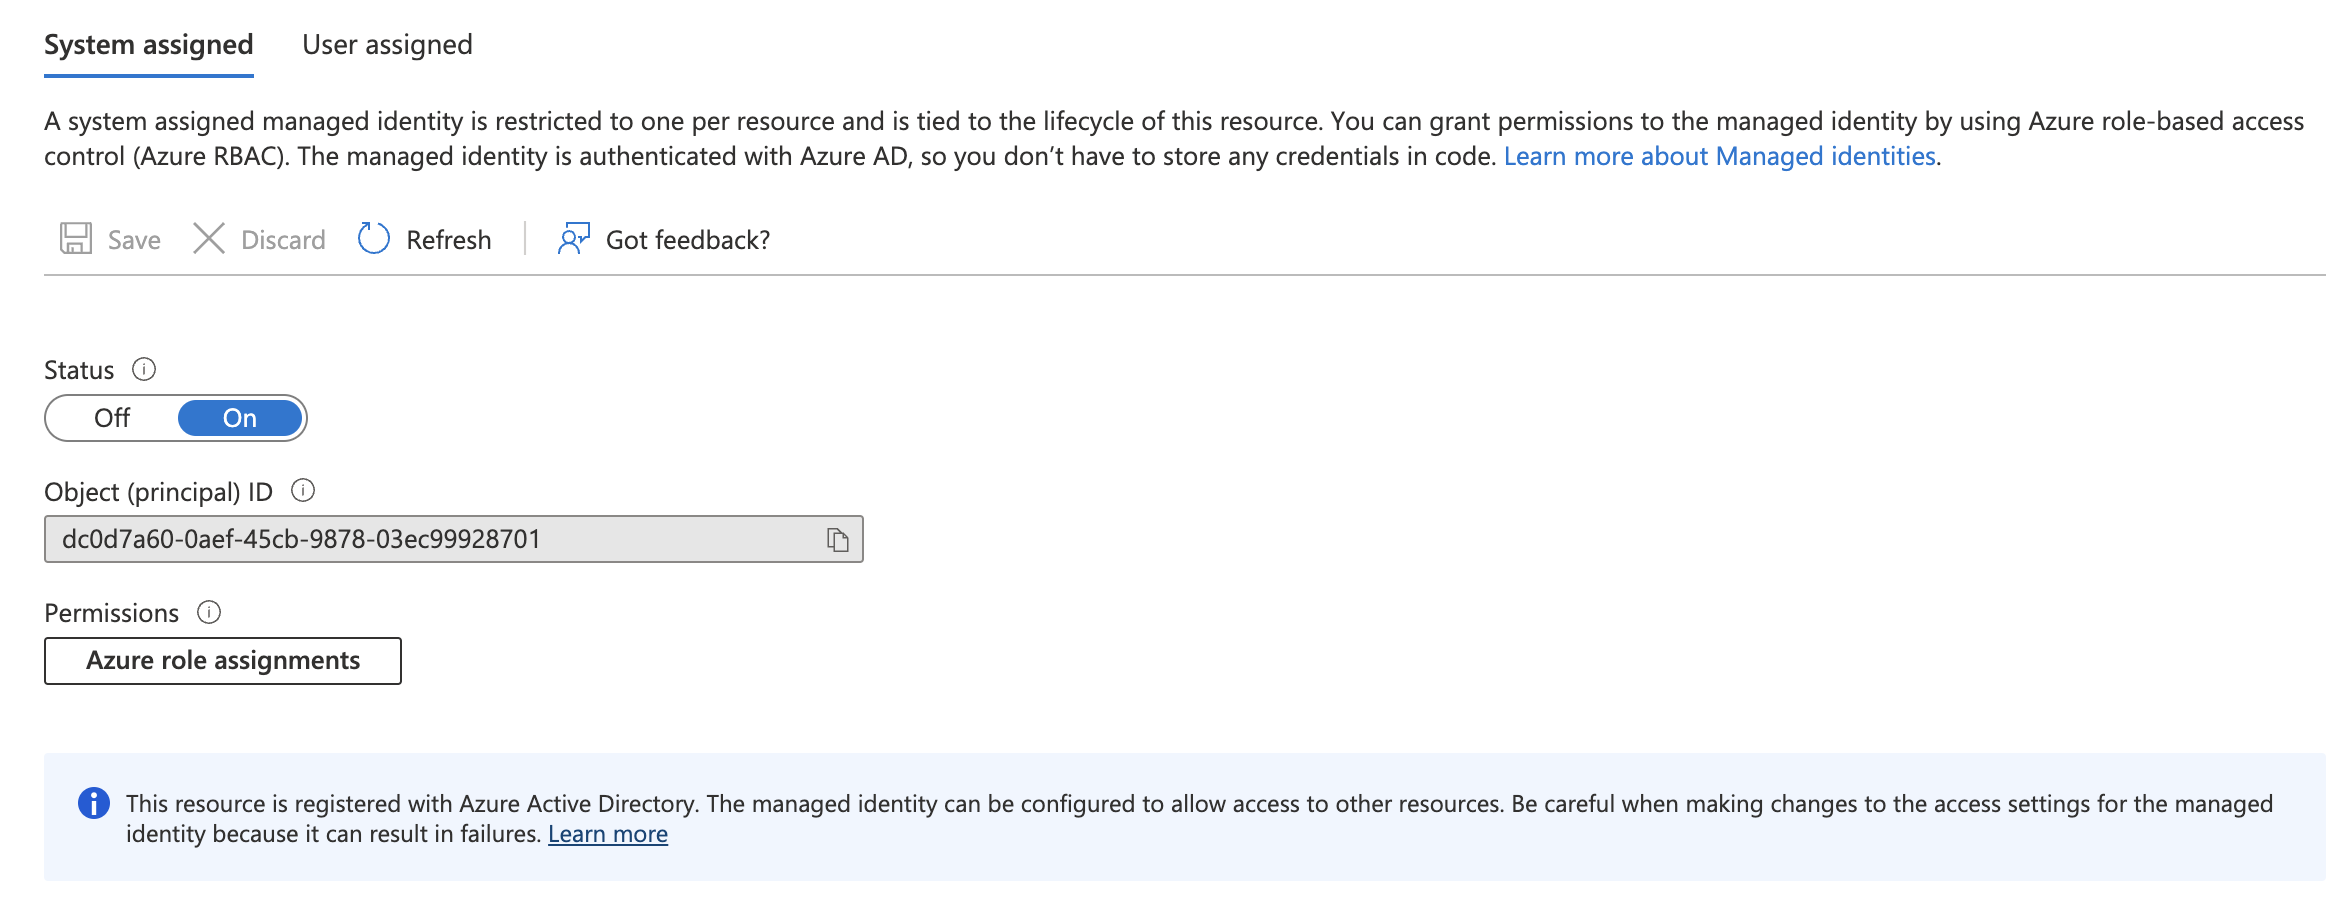 System assigned User assigned
A system assigned managed identity is restricted to one per resource and is tied to the lifecycle of this resource. You can grant permissions to the managed identity by using Azure role-based access
control (Azure RBAC). The managed identity is authenticated with Azure AD, so you don’t have to store any credentials in code. Learn more about Managed identities.
Save Discard Refresh Got feedback?
Status
Off On
Object (principal) ID
dc0d7a60-0aef-45cb-9878-03ec99928701
Permissions
Azure role assignments
This resource is registered with Azure Active Directory. The managed identity can be configured to allow access to other resources. Be careful when making changes to the access settings for the managed
identity because it can result in failures. Learn more